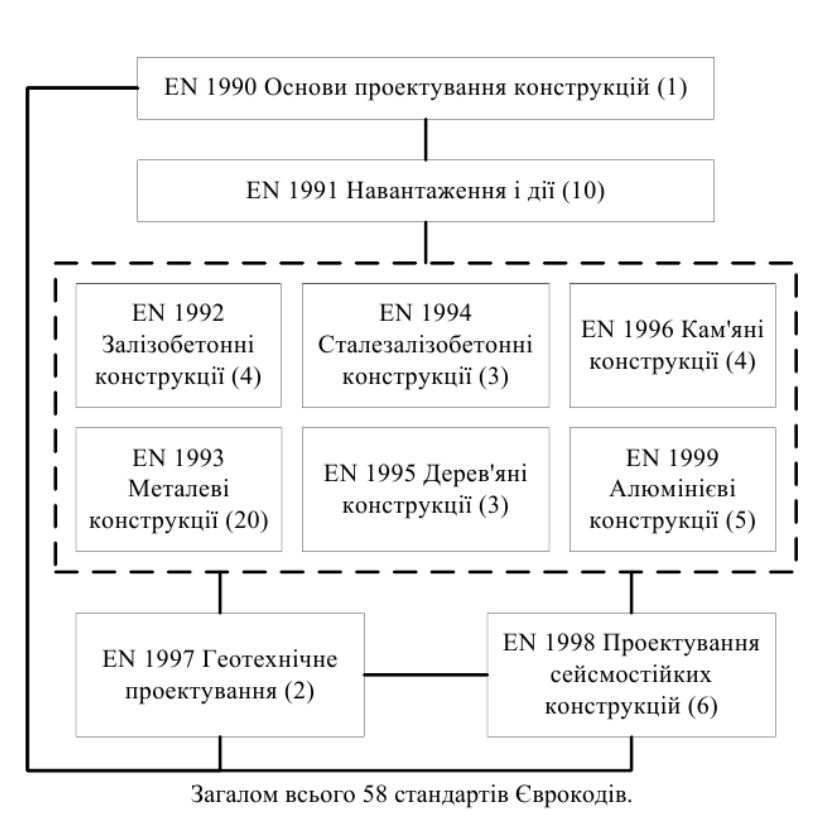 EN 1990 Основи проектування конструкцій (1)
EN 1991 Навантаження і дії (10)
EN 1992
Залізобетонні
конструкції (4)
EN 1994
Сталезалізобетонні
конструкції (3)
EN 1996 Кам'яні
конструкції (4)
EN 1993
Металеві
конструкції (20)
EN 1995 Дерев'яні
конструкції (3)
EN 1999
Алюмінієві
конструкції (5)
EN 1997 Геотехнічне
проектування (2)
EN 1998 Проектування
сейсмостійких
конструкцій (6)
Загалом всього 58 стандартів Єврокодів.